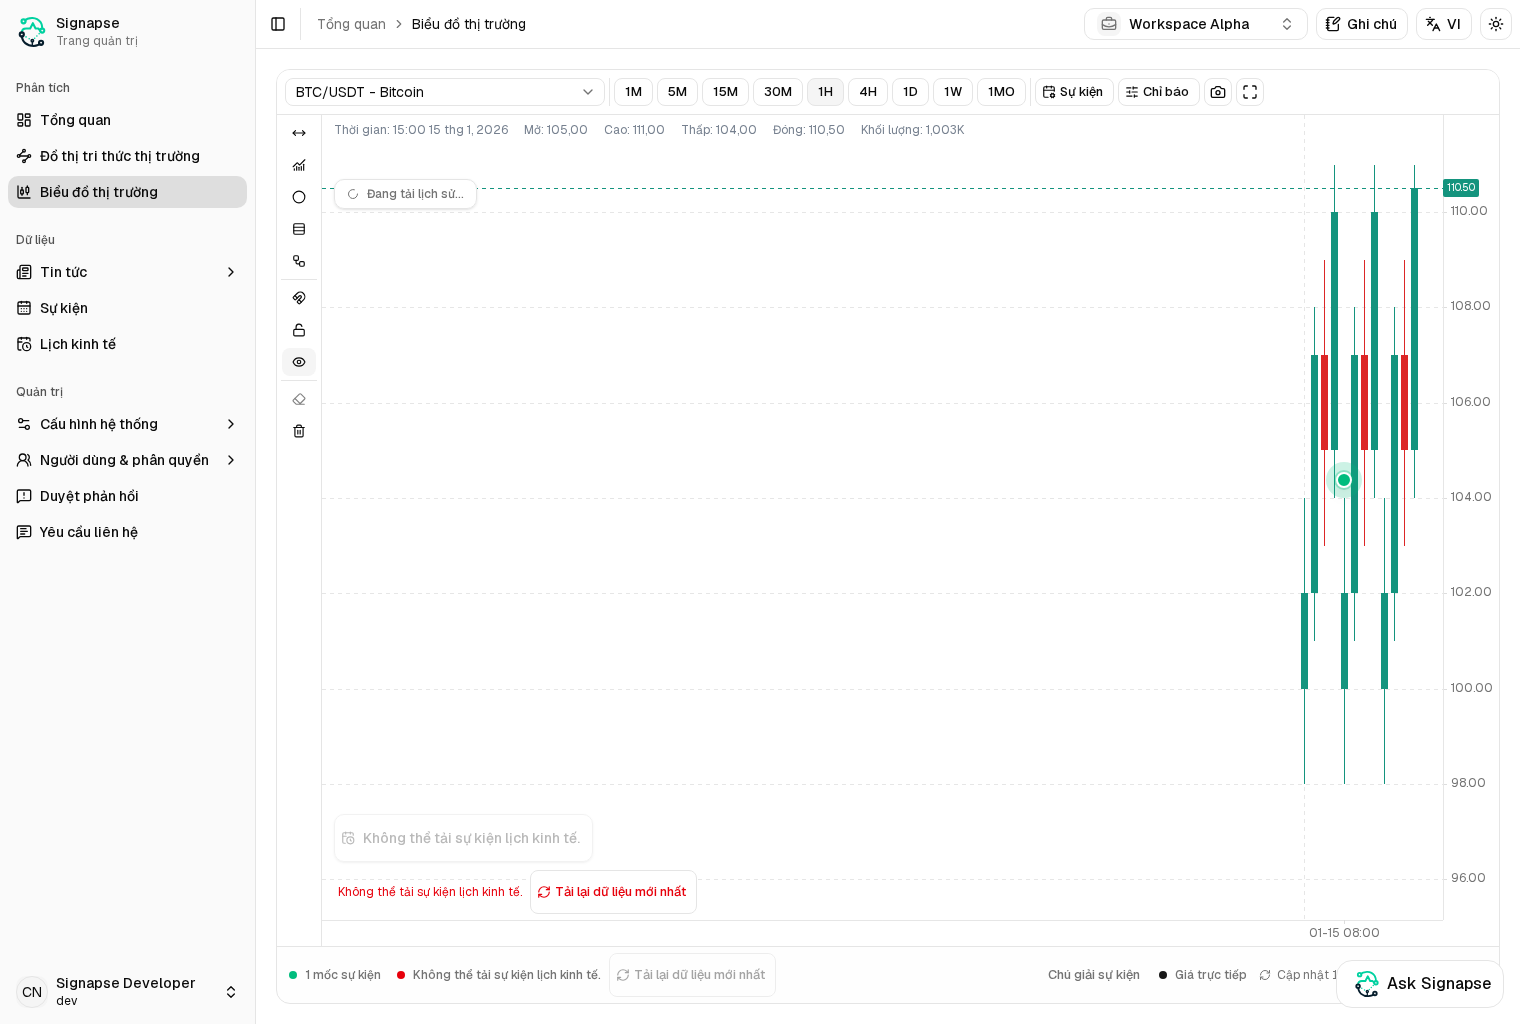 Signapse
Trang quản trị
Phân tích
Tổng quan
Đồ thị tri thức thị trường
Biểu đồ thị trường
Dữ liệu
Tin tức
Sự kiện
Lịch kinh tế
Quản trị
Cấu hình hệ thống
Người dùng & phân quyền
Duyệt phản hồi
Yêu cầu liên hệ
CN
Signapse Developer
dev
Tổng quan
Biểu đồ thị trường
Workspace Alpha
Ghi chú
VI
BTC/USDT - Bitcoin
1M
5M
15M
30M
1H
4H
1D
1W
1MO
Sự kiện
Chỉ báo
Thời gian: 15:00 15 thg 1, 2026 Mở: 105,00 Cao: 111,00 Thấp: 104,00 Đóng: 110,50 Khối lượng: 1,003K
Đang tải lịch sử...
110.50
110.00
108.00
106.00
104.00
102.00
100.00
98.00
96.00
01-15 08:00
Không thể tải sự kiện lịch kinh tế.
Không thể tải sự kiện lịch kinh tế.
Tải lại dữ liệu mới nhất
1 mốc sự kiện
Không thể tải sự kiện lịch kinh tế.
Tải lại dữ liệu mới nhất
Chú giải sự kiện
Giá trực tiếp
Cập nhật
Ask Signapse